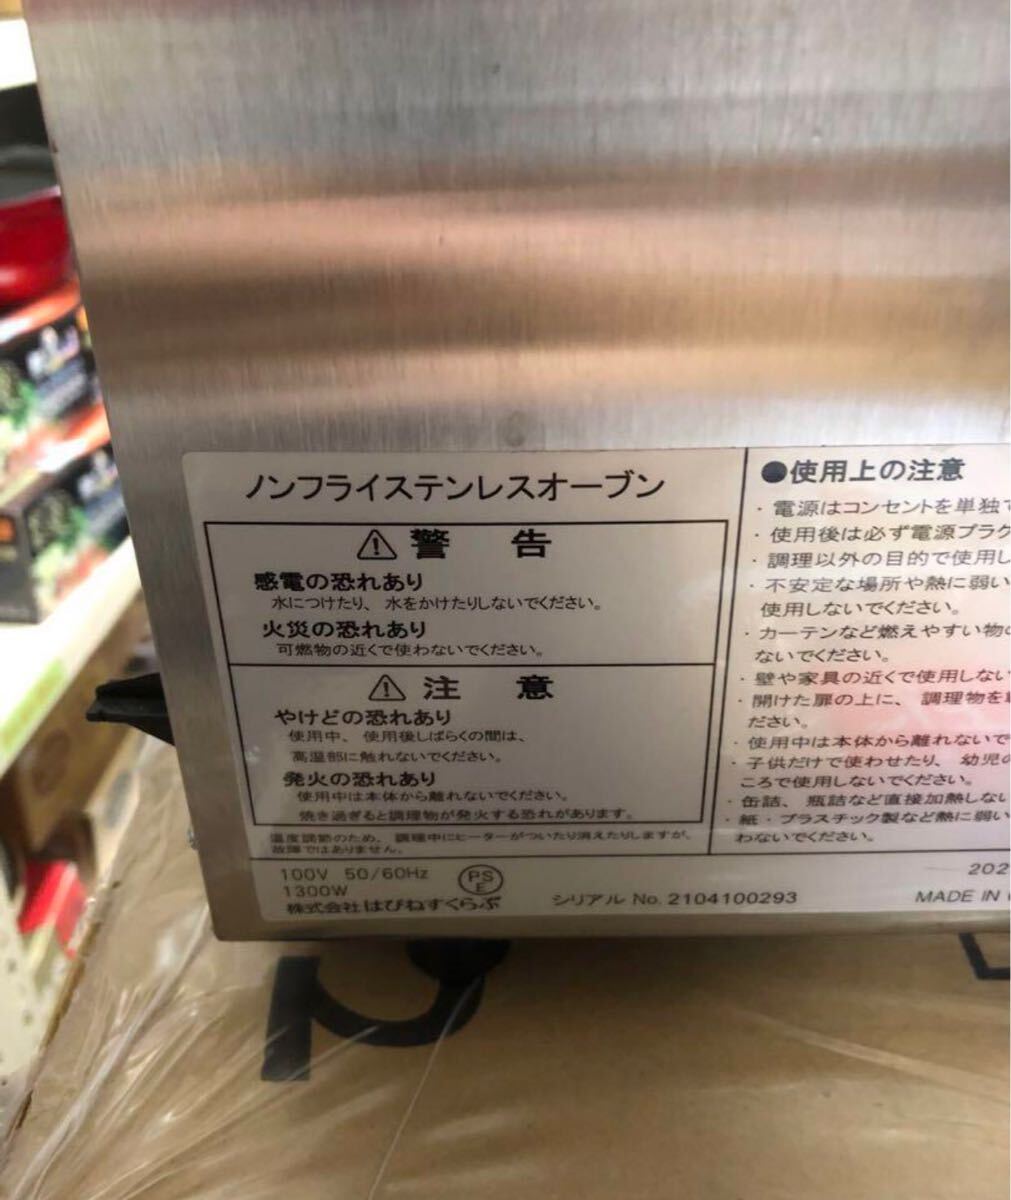 ノンフライステンレスオーブン
⚠警 告
感電の恐れあり
水につけたり、水をかけたりしないでください。
火災の恐れあり
可燃物の近くで使わないでください。
⚠注 意
やけどの恐れあり
使用中、使用後しばらくの間は、
高温部に触れないでください。
発火の恐れあり
使用中は本体から離れないでください。
焼き過ぎると調理物が発火する恐れがあります。
温度調節のため、調理中にヒーターがついたり消えたりしますが、
故障ではありません。
●使用上の注意
・電源はコンセントを単独で
・使用後は必ず電源プラグ
・調理以外の目的で使用し
・不安定な場所や熱に弱い
使用しないでください。
・カーテンなど燃えやすい物の
ないでください。
・壁や家具の近くで使用しない
・開けた扉の上に、調理物を
ださい。
・使用中は本体から離れないで
・子供だけで使わせたり、幼児の
ころで使用しないでください。
・缶詰、瓶詰など直接加熱しない
・紙・プラスチック製など熱に弱い
わないでください。
100V 50/60Hz
1300W
PS
E
株式会社はぴねすくらぶ
シリアル No. 2104100293
202
MADE IN